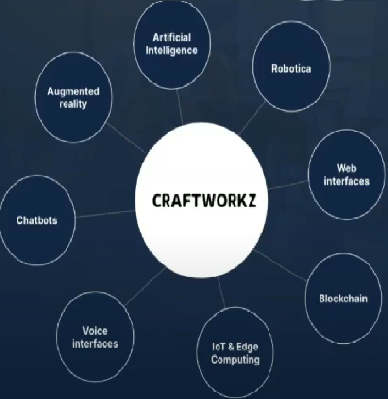 Artificial
Intelligence
Robotica
Augmented
reality
Web
interfaces
CRAFTWORKZ
Chatbots
Blockchain
Voice
interfaces
IoT & Edge
Computing